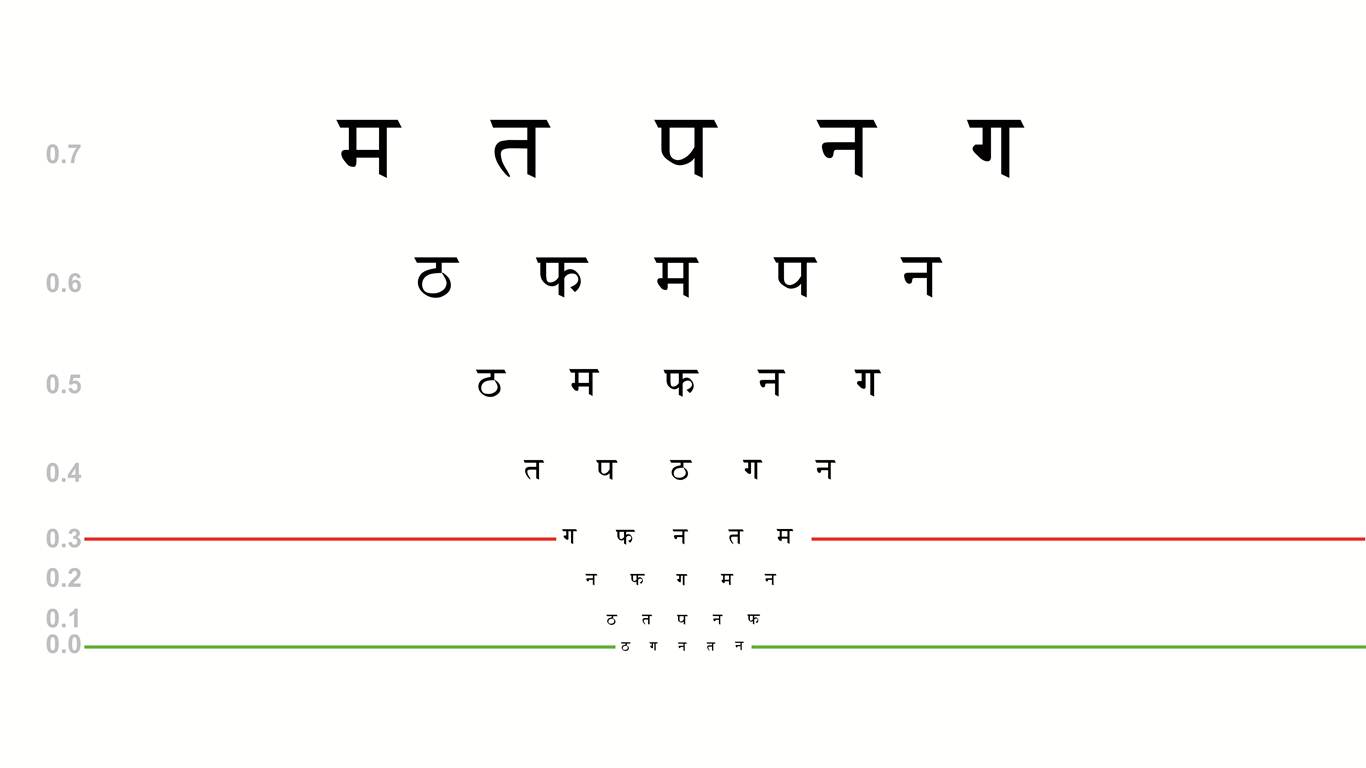 0.7 म त प न ग
0.6 ठ फ म प न
0.5 ठ म फ न ग
0.4 त प ठ ग न
0.3 ग फ न त म
0.2 न फ ग म न
0.1 ठ त प न फ
0.0 ठ ग न त न